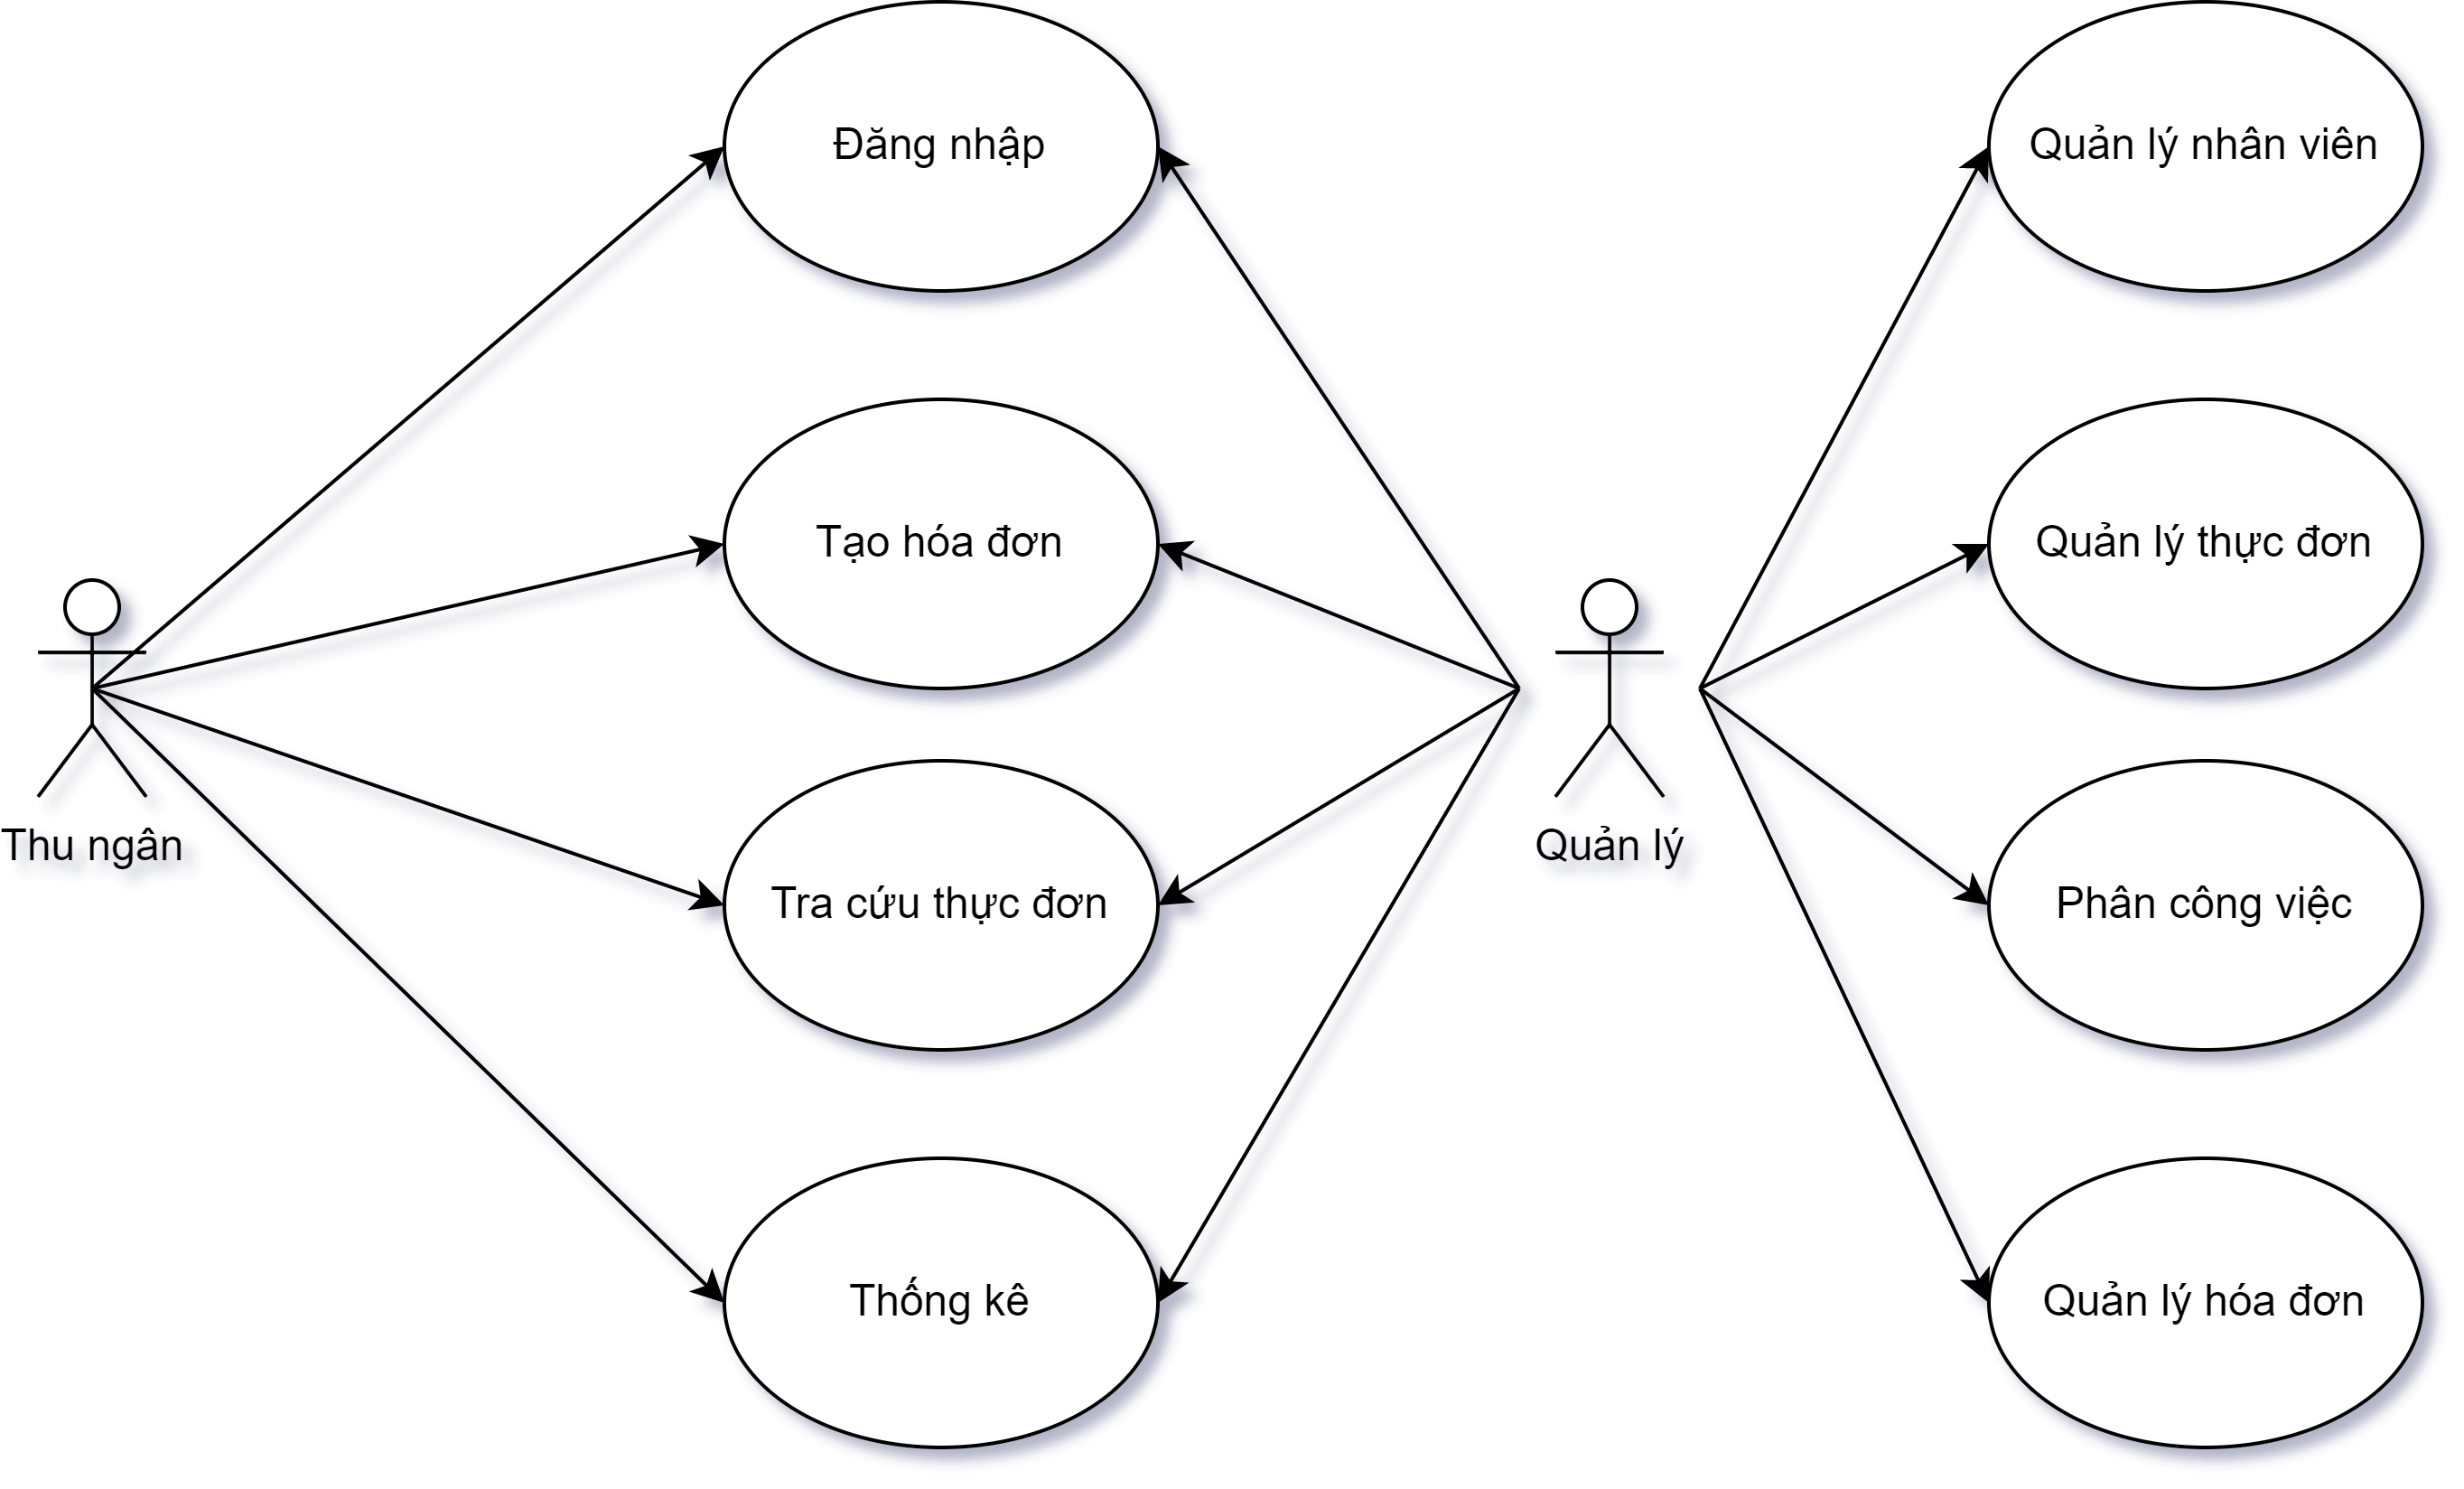 Đăng nhập
Quản lý nhân viên
Tạo hóa đơn
Quản lý thực đơn
Thu ngân
Quản lý
Tra cứu thực đơn
Phân công việc
Thống kê
Quản lý hóa đơn